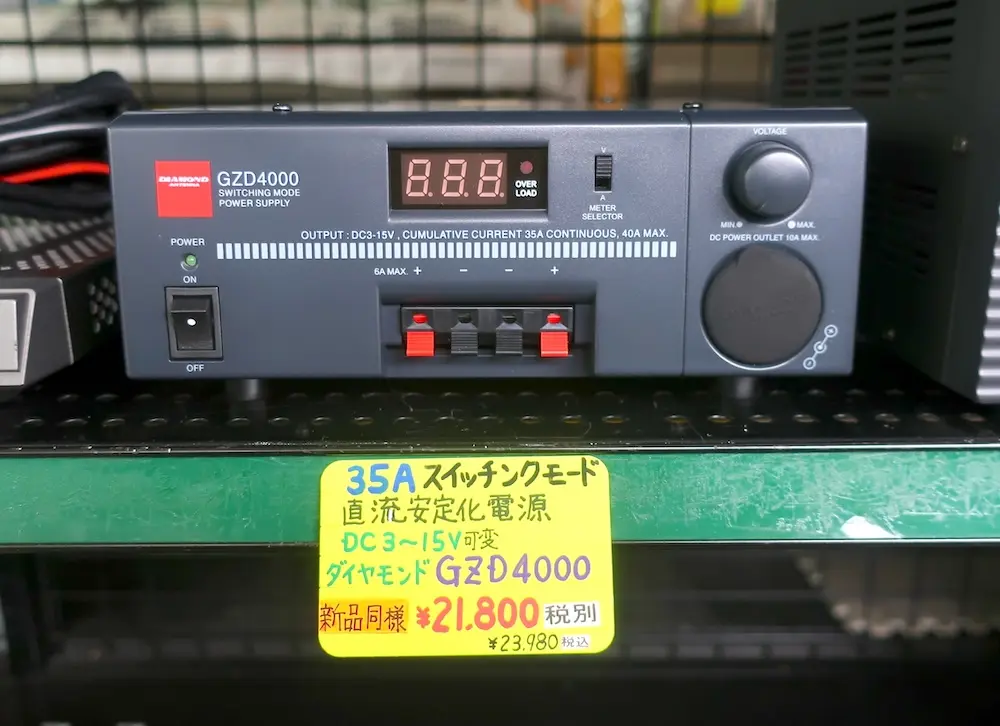 DIAMOND
ANTENNA
GZD4000
SWITCHING MODE
POWER SUPPLY
8.8.8.
OVER
LOAD
V
A
METER
SELECTOR
VOLTAGE
MIN.
MAX.
DC POWER OUTLET 10A MAX.
OUTPUT : DC3-15V , CUMULATIVE CURRENT 35A CONTINUOUS, 40A MAX.
POWER
ON
OFF
6A MAX. + − − +
35A スイッチンクモード
直流安定化電源
DC3〜15V可変
ダイヤモンド GZD4000
新品同様 ¥21.800 税別
¥23.980 税込